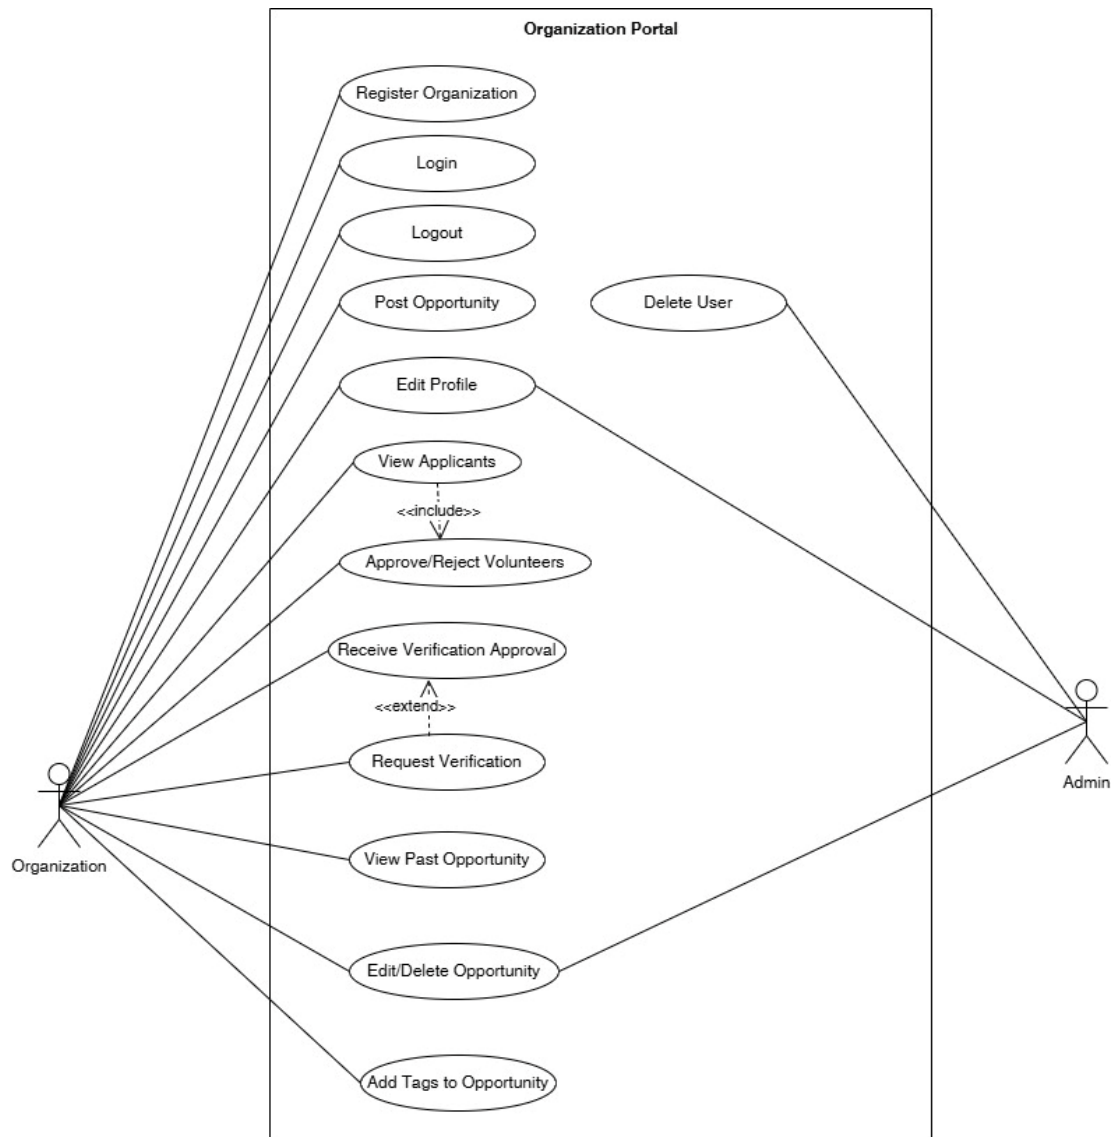 Organization Portal
Register Organization
Login
Logout
Post Opportunity
Delete User
Edit Profile
View Applicants
<<include>>
Approve/Reject Volunteers
Receive Verification Approval
<<extend>>
Request Verification
Admin
View Past Opportunity
Organization
Edit/Delete Opportunity
Add Tags to Opportunity